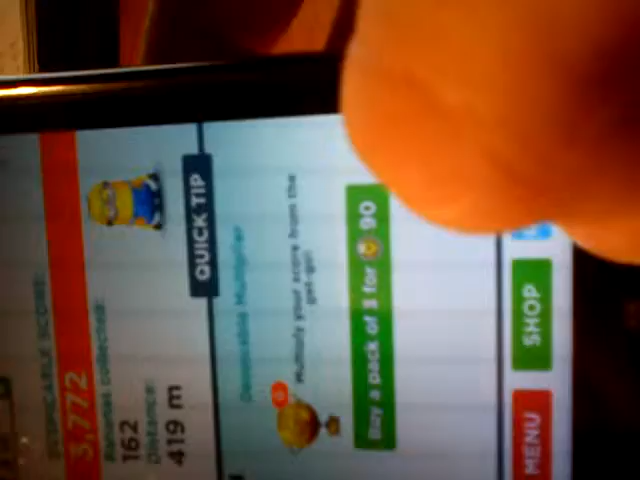 DESPICABLE SCORE:
3,772
Bananas collected:
162
Distance:
419 m
QUICK TIP
Despicable Multiplier
Multiply your score from the
get-go!
Buy a pack of 3 for 90
MENU
SHOP